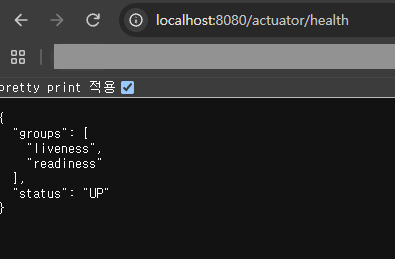 localhost:8080/actuator/health
pretty print 적용
{
  "groups": [
    "liveness",
    "readiness"
  ],
  "status": "UP"
}